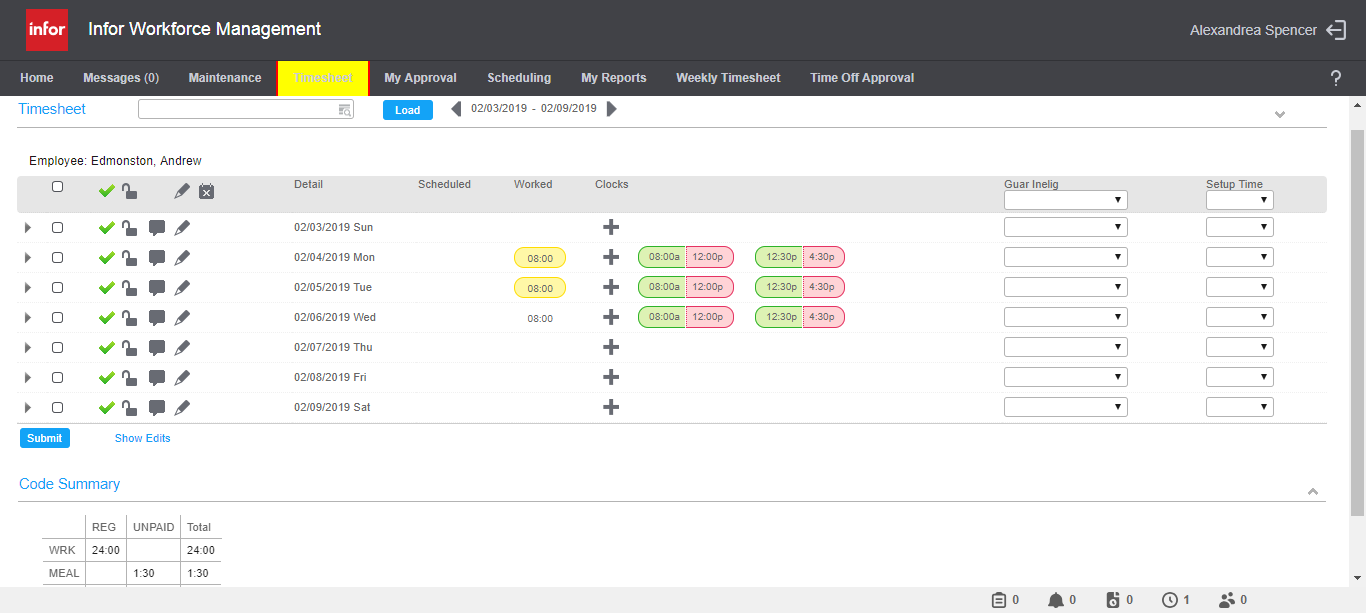 infor Infor Workforce Management Alexandrea Spencer
Home Messages (0) Maintenance Timesheet My Approval Scheduling My Reports Weekly Timesheet Time Off Approval ?
Timesheet Load 02/03/2019 - 02/09/2019
Employee: Edmonston, Andrew
Detail Scheduled Worked Clocks Guar Inelig Setup Time
02/03/2019 Sun
02/04/2019 Mon 08:00 08:00a 12:00p 12:30p 4:30p
02/05/2019 Tue 08:00 08:00a 12:00p 12:30p 4:30p
02/06/2019 Wed 08:00 08:00a 12:00p 12:30p 4:30p
02/07/2019 Thu
02/08/2019 Fri
02/09/2019 Sat
Submit Show Edits
Code Summary
REG UNPAID Total
WRK 24:00 24:00
MEAL 1:30 1:30
0 0 0 1 0